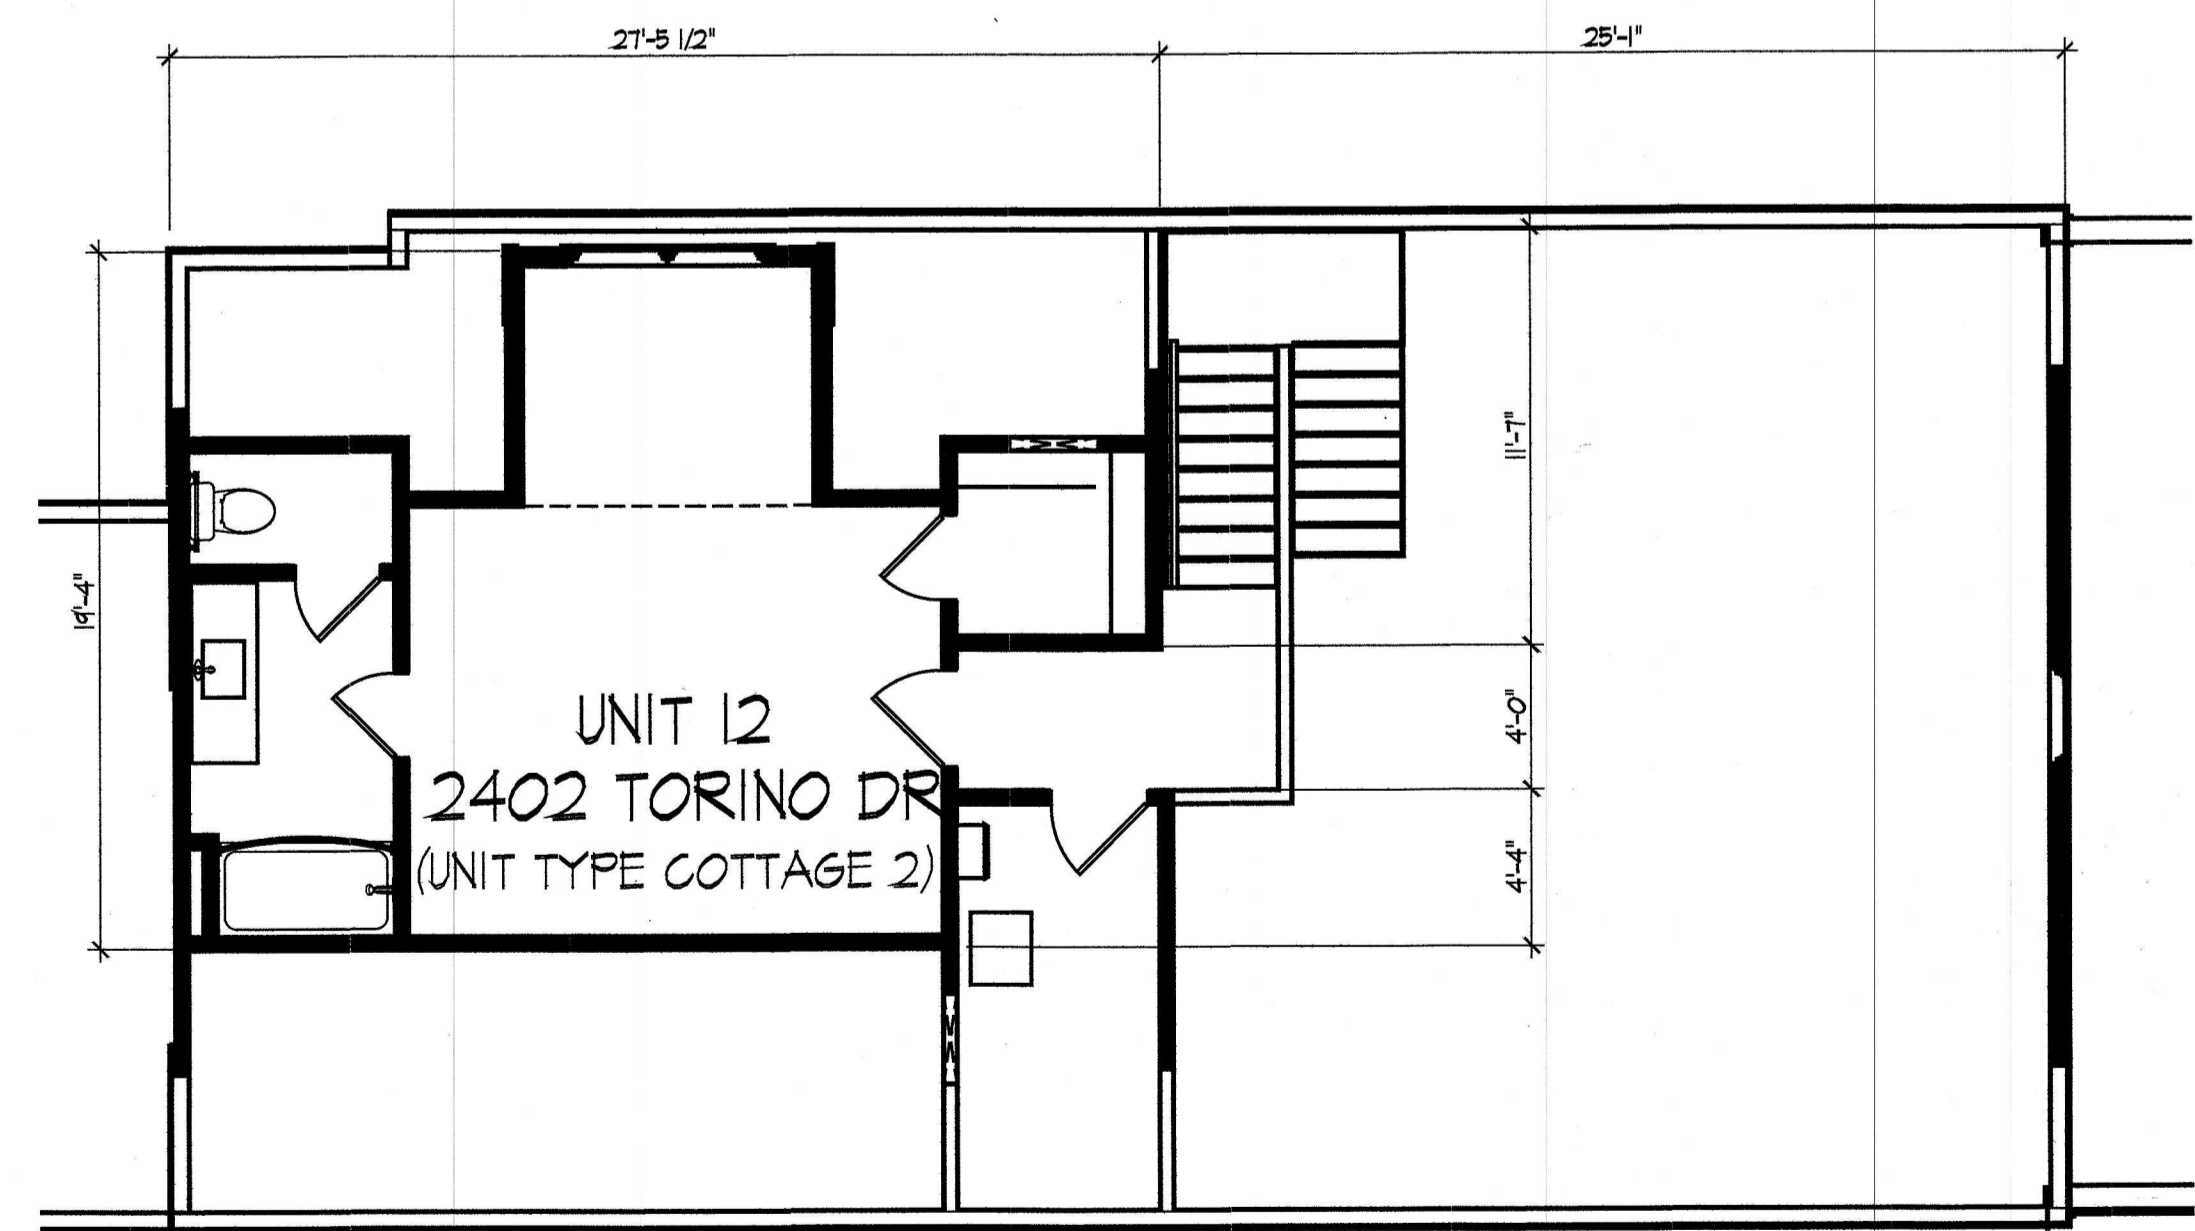 27'-5 1/2"
25'-1"
19'-4"
11'-7"
4'-0"
4'-4"
UNIT 12
2402 TORINO DR
(UNIT TYPE COTTAGE 2)